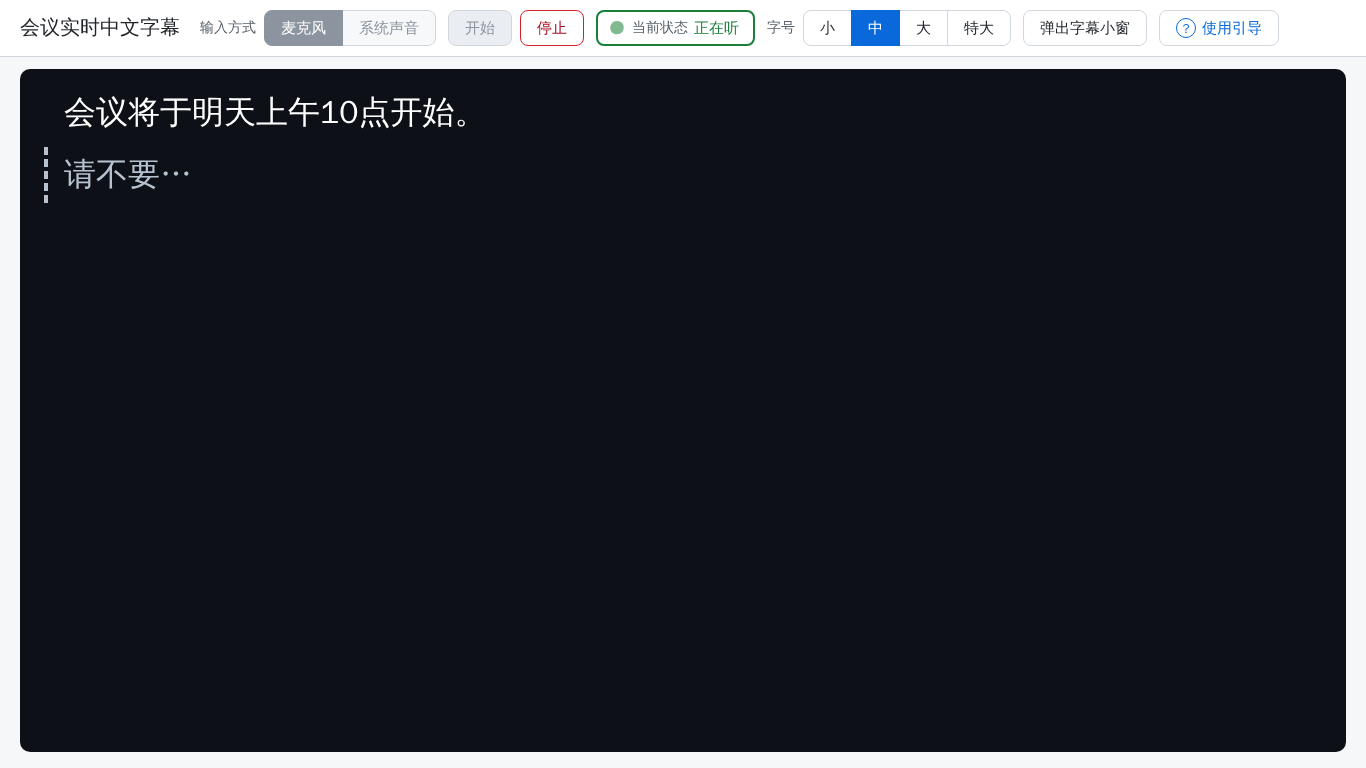 会议实时中文字幕 输入方式 麦克风 系统声音 开始 停止 当前状态 正在听 字号 小 中 大 特大 弹出字幕小窗 ? 使用引导
会议将于明天上午10点开始。
请不要…